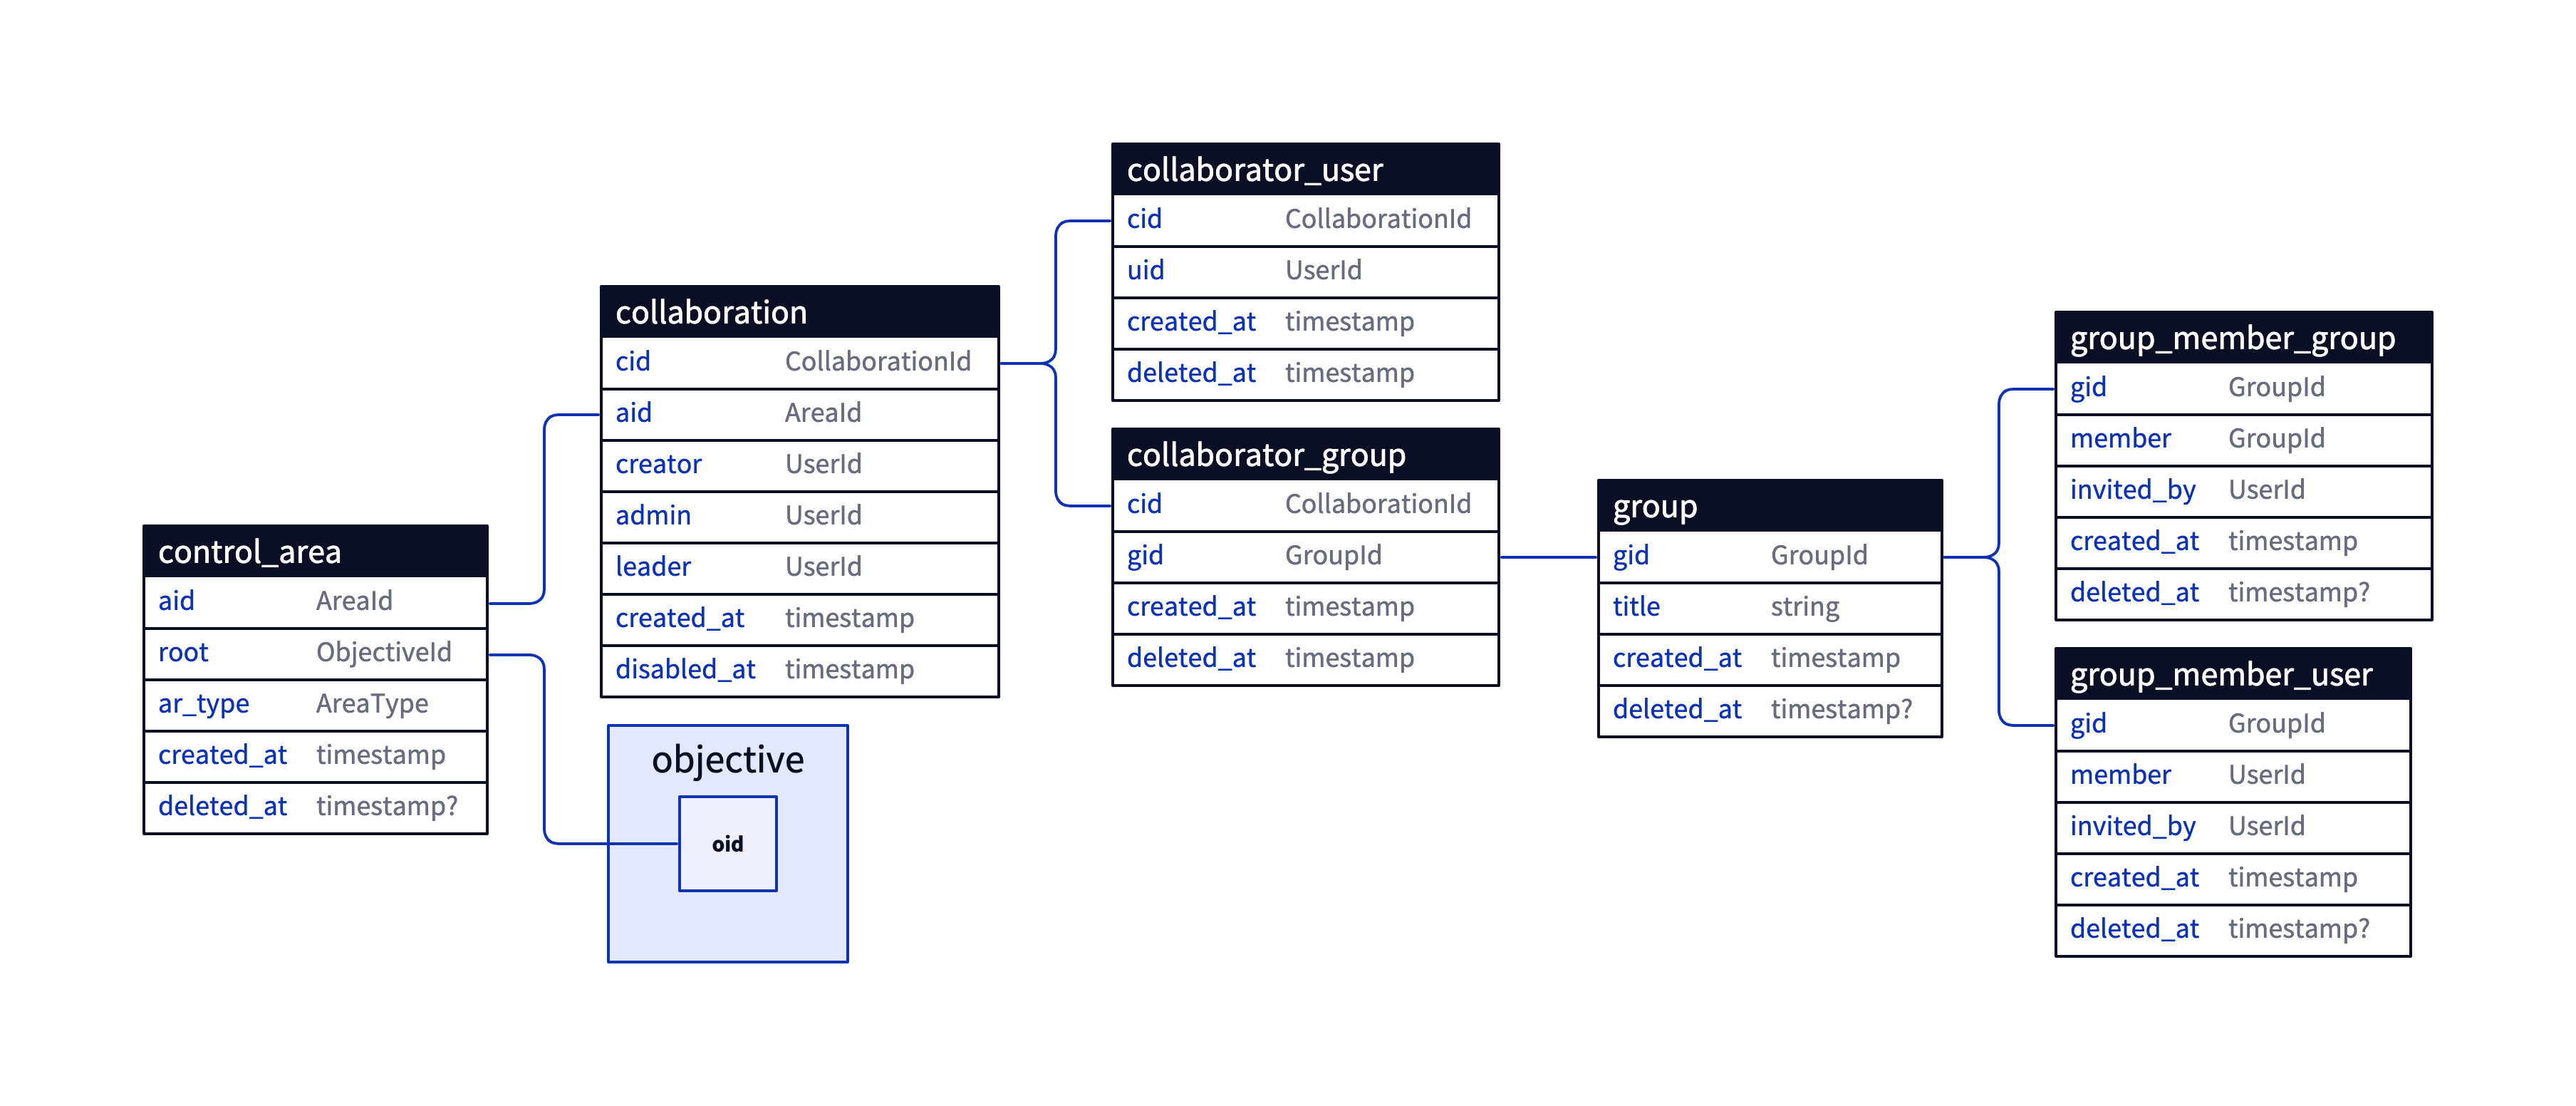 control_area
aid AreaId
root ObjectiveId
ar_type AreaType
created_at timestamp
deleted_at timestamp?
collaboration
cid CollaborationId
aid AreaId
creator UserId
admin UserId
leader UserId
created_at timestamp
disabled_at timestamp
objective
oid
collaborator_user
cid CollaborationId
uid UserId
created_at timestamp
deleted_at timestamp
collaborator_group
cid CollaborationId
gid GroupId
created_at timestamp
deleted_at timestamp
group
gid GroupId
title string
created_at timestamp
deleted_at timestamp?
group_member_group
gid GroupId
member GroupId
invited_by UserId
created_at timestamp
deleted_at timestamp?
group_member_user
gid GroupId
member UserId
invited_by UserId
created_at timestamp
deleted_at timestamp?